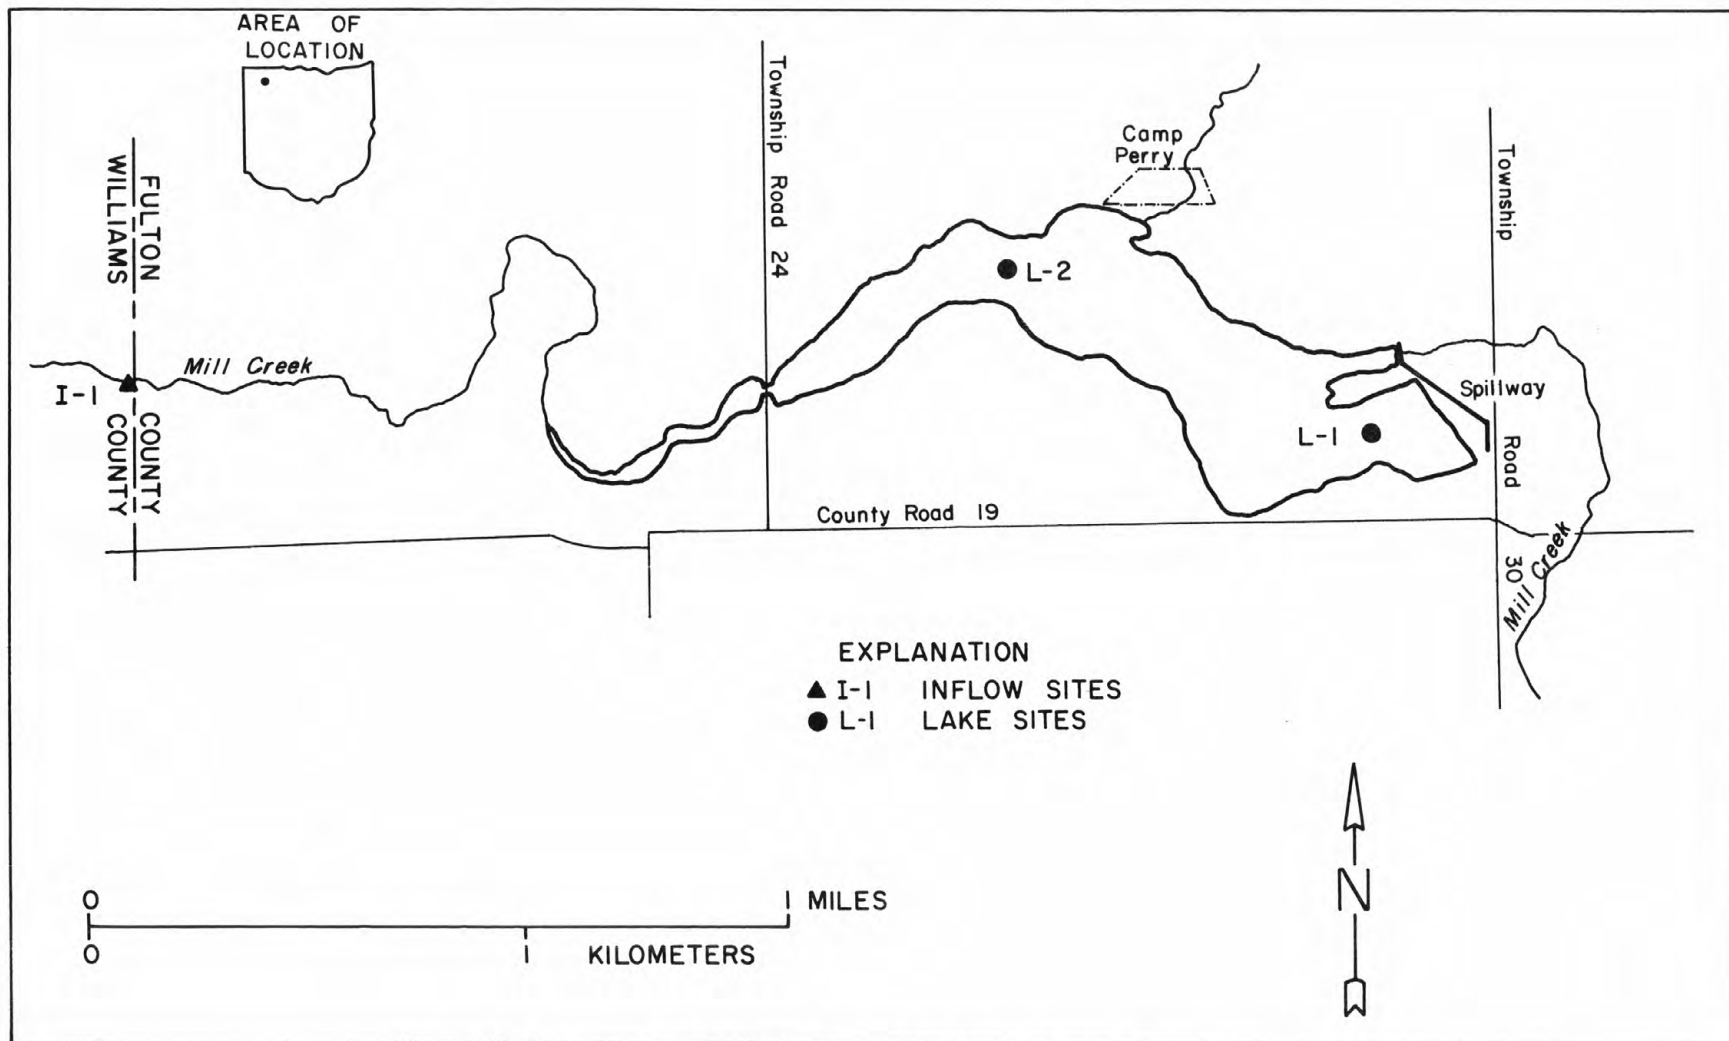 AREA OF
LOCATION
Township Road 24
Camp
Perry
Township
Road
30
FULTON
COUNTY
WILLIAMS
COUNTY
L-2
Mill Creek
I-1
Spillway
L-1
County Road 19
Mill Creek
EXPLANATION
I-1 INFLOW SITES
L-1 LAKE SITES
0 1 MILES
0 1 KILOMETERS
N